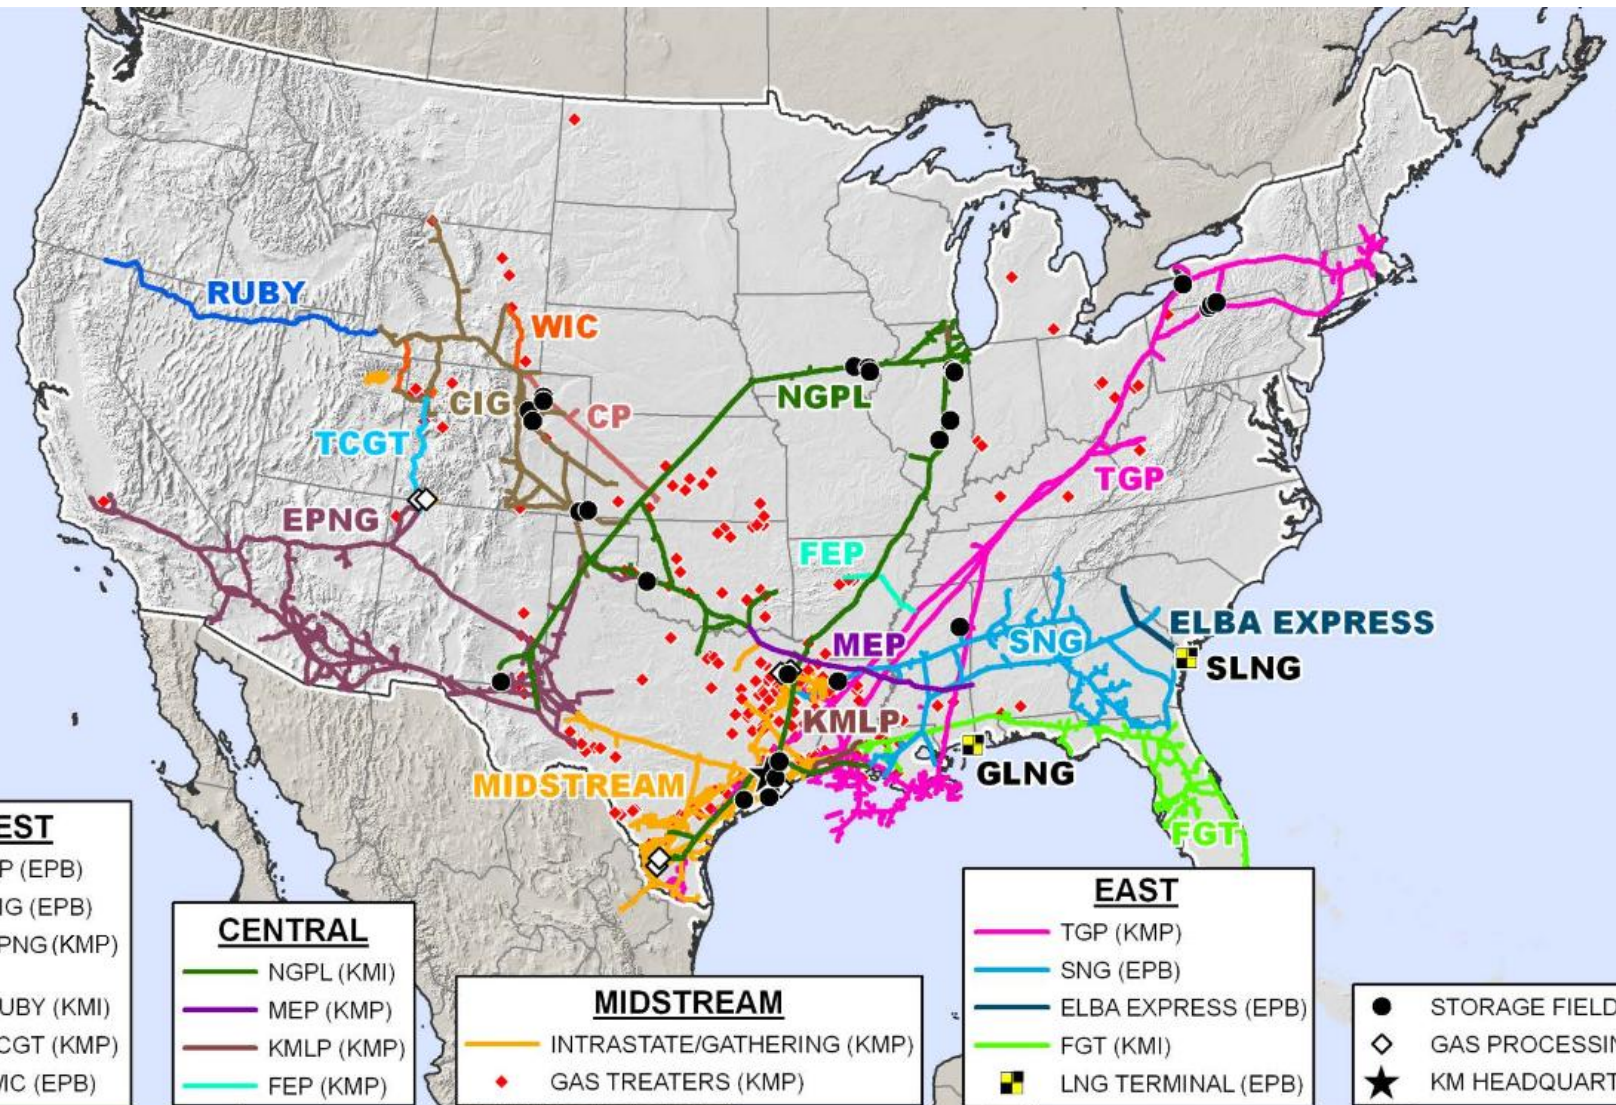 RUBY
WIC
CIG
CP
NGPL
TCGT
TGP
EPNG
FEP
ELBA EXPRESS
MEP
SNG
SLNG
KMLP
GLNG
MIDSTREAM
FGT
EST
P (EPB)
IG (EPB)
PNG (KMP)
UBY (KMI)
CGT (KMP)
IC (EPB)
CENTRAL
NGPL (KMI)
MEP (KMP)
KMLP (KMP)
FEP (KMP)
MIDSTREAM
INTRASTATE/GATHERING (KMP)
GAS TREATERS (KMP)
EAST
TGP (KMP)
SNG (EPB)
ELBA EXPRESS (EPB)
FGT (KMI)
LNG TERMINAL (EPB)
STORAGE FIELD
GAS PROCESSIN
KM HEADQUART